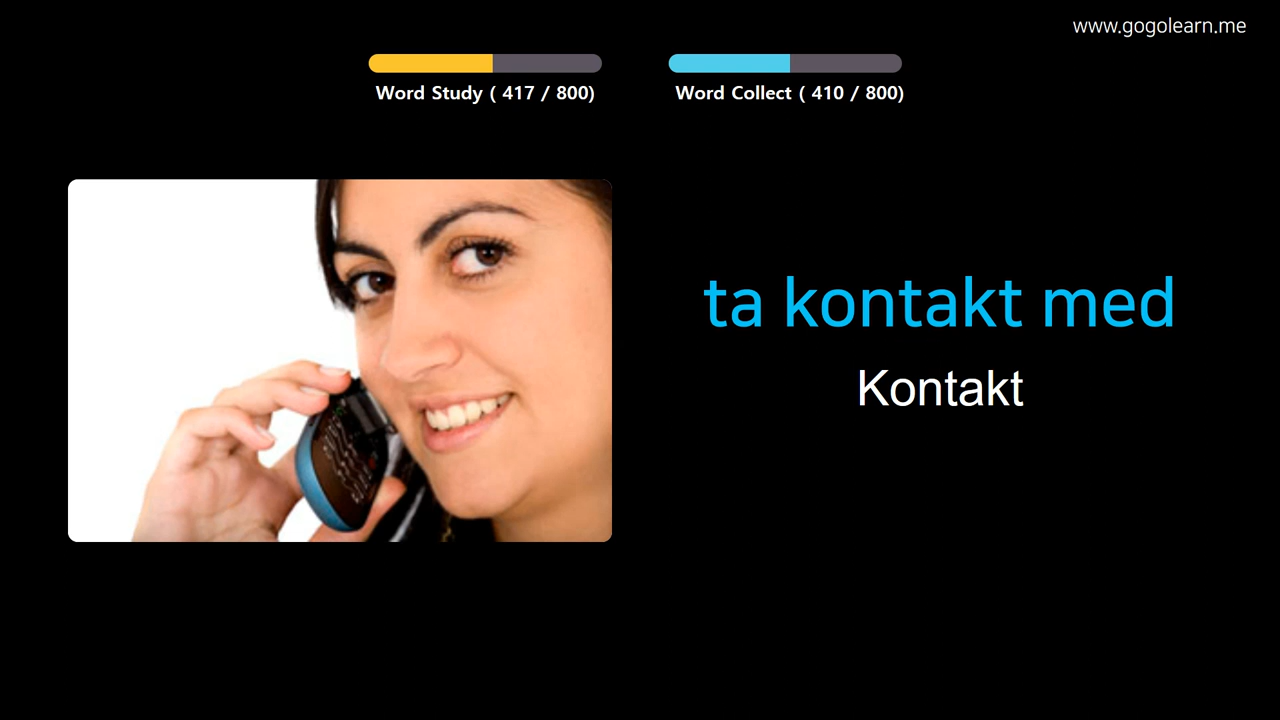 www.gogolearn.me
Word Study ( 417 / 800)
Word Collect ( 410 / 800)
ta kontakt med
Kontakt